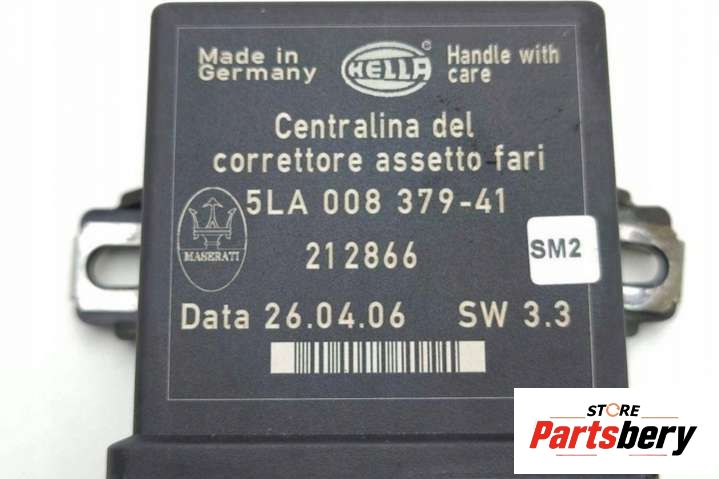 Made in
Germany
HELLA
®
Handle with
care
Centralina del
correttore assetto fari
5LA 008 379-41
MASERATI
212866
SM2
Data 26.04.06 SW 3.3
STORE
Partsbery